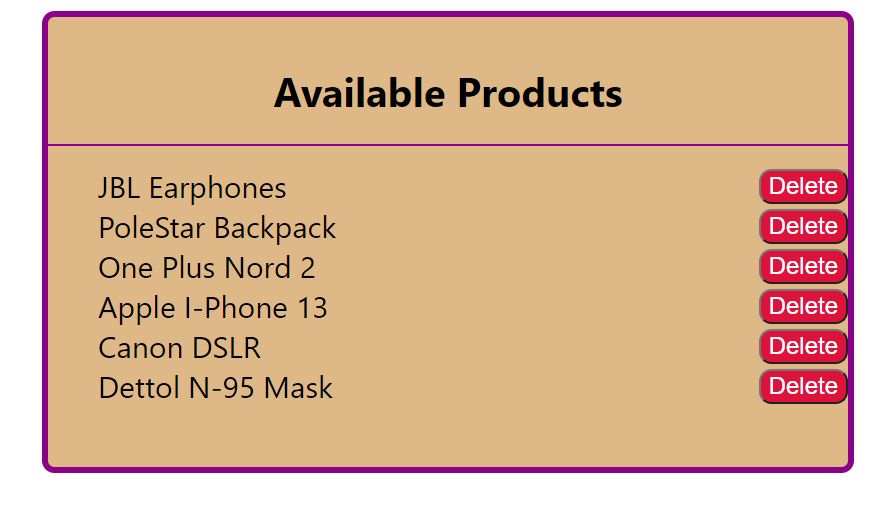 Available Products
JBL Earphones Delete
PoleStar Backpack Delete
One Plus Nord 2 Delete
Apple I-Phone 13 Delete
Canon DSLR Delete
Dettol N-95 Mask Delete